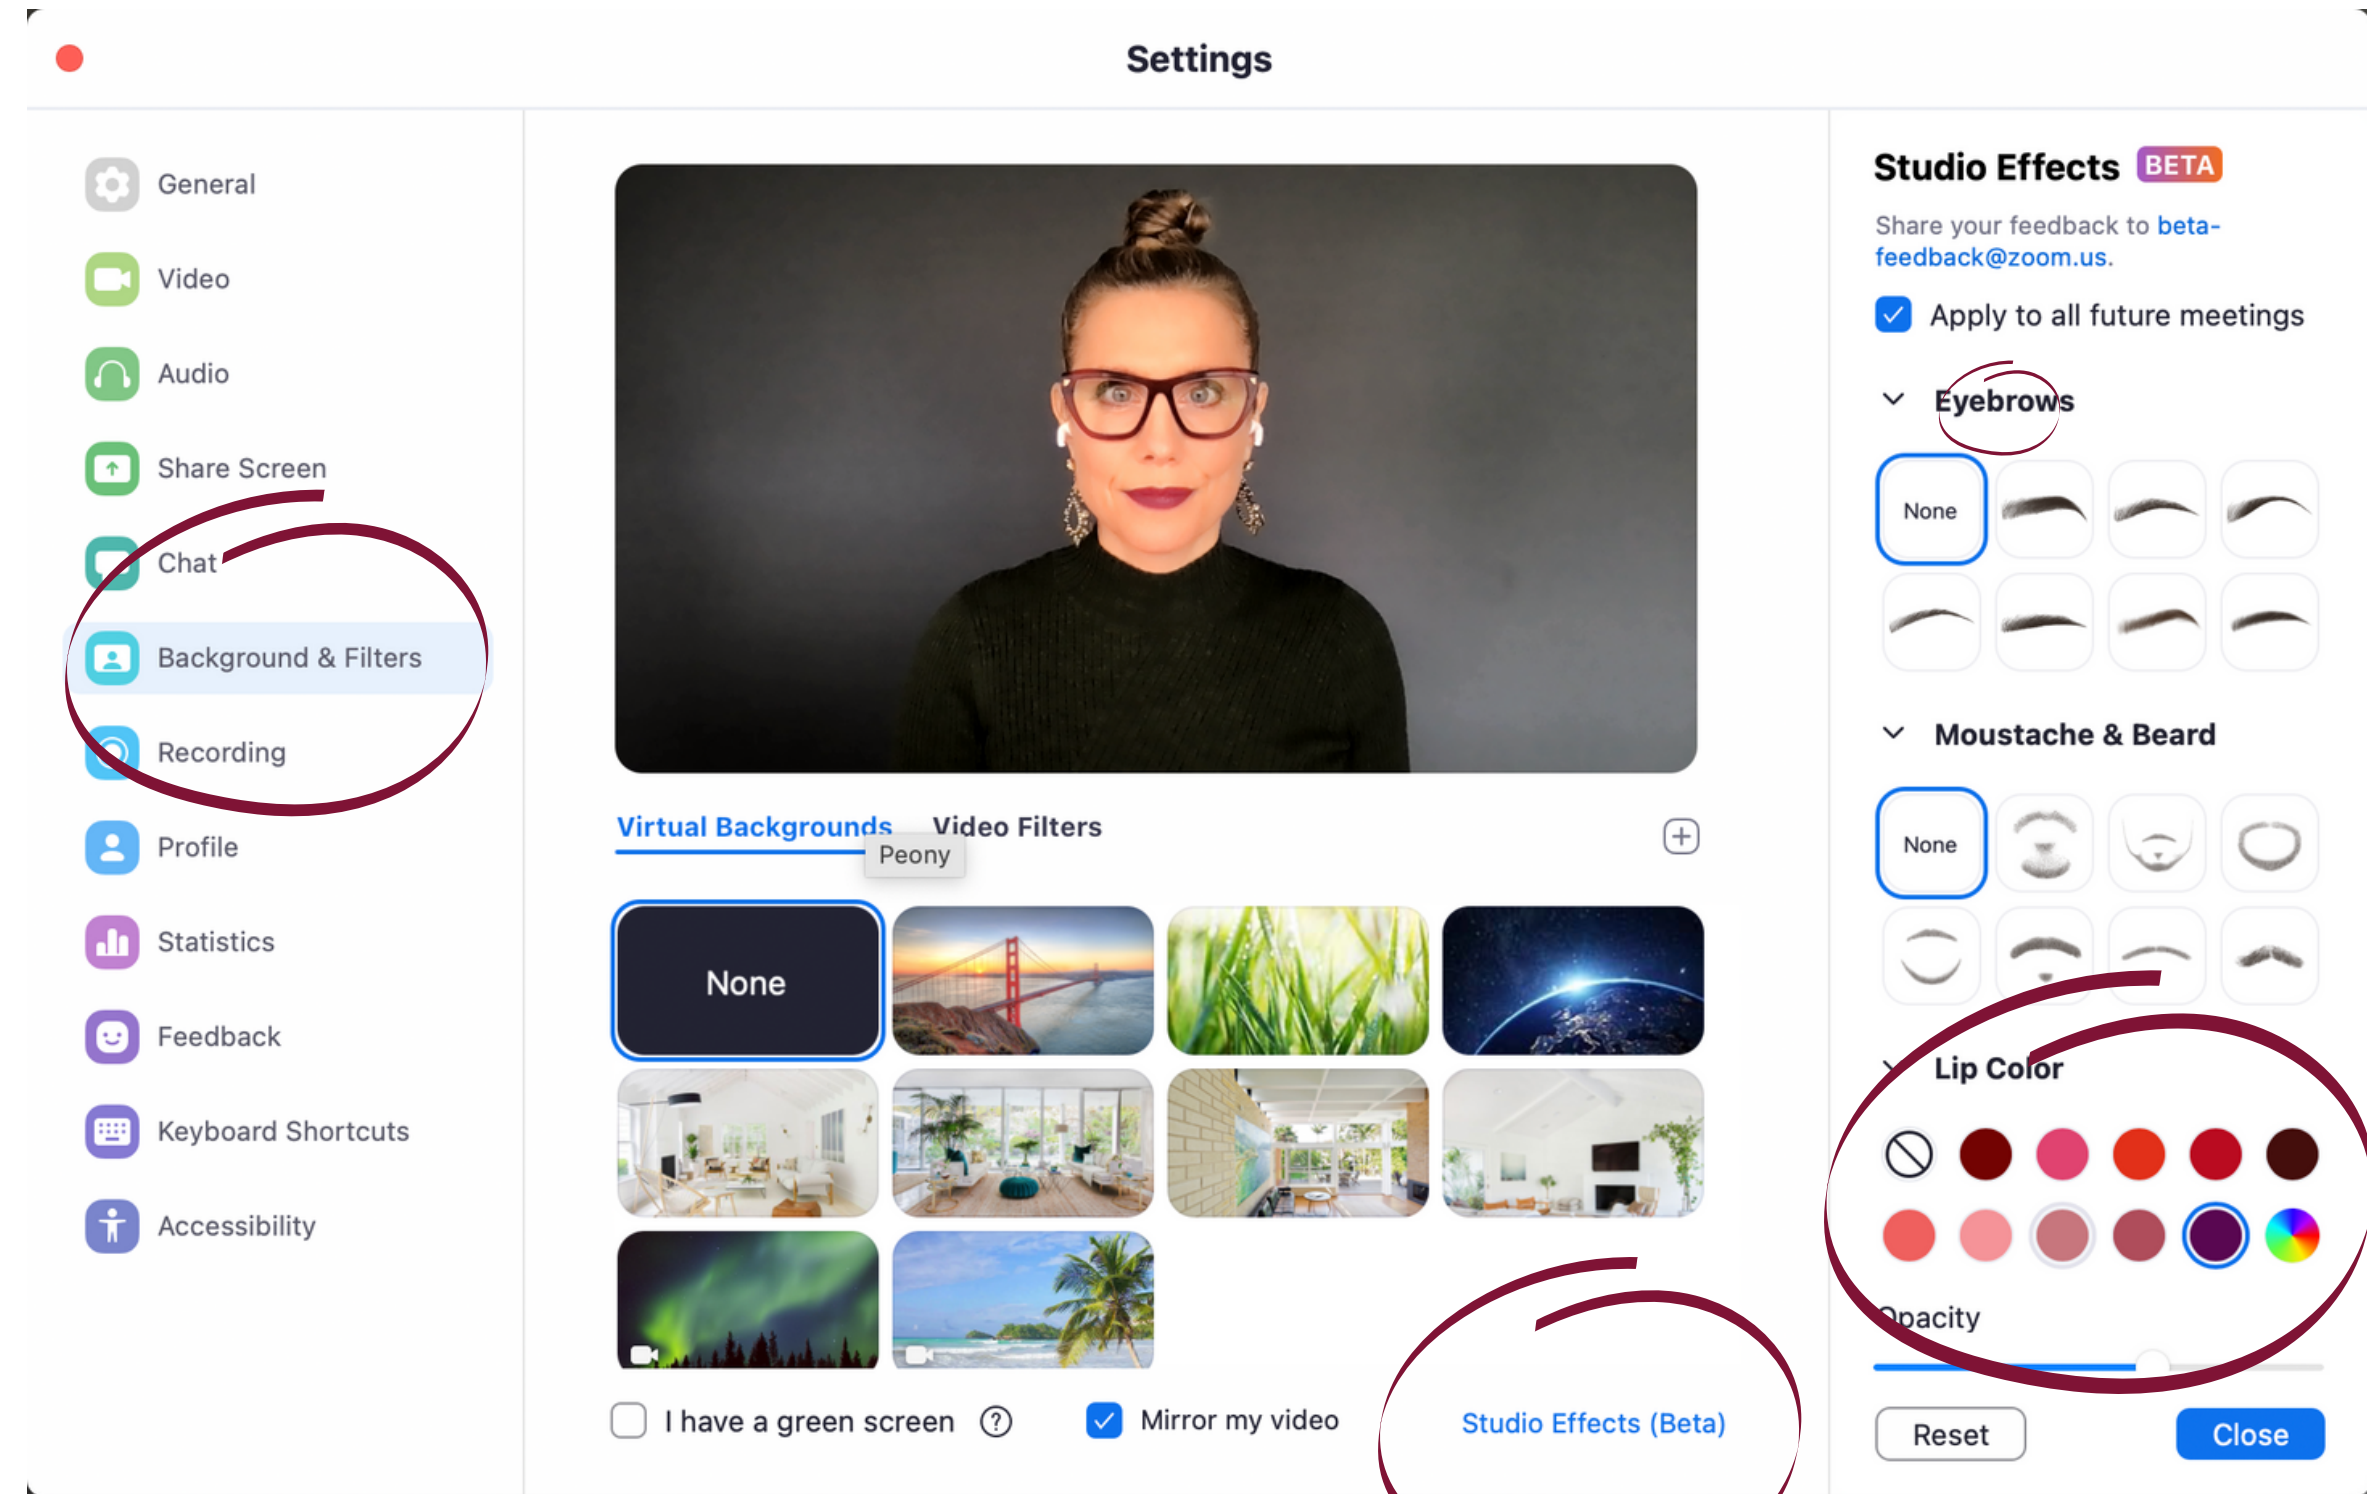 Settings
General
Video
Audio
Share Screen
Chat
Background & Filters
Recording
Profile
Statistics
Feedback
Keyboard Shortcuts
Accessibility
Virtual Backgrounds
Video Filters
Peony
None
I have a green screen
?
Mirror my video
Studio Effects (Beta)
Studio Effects BETA
Share your feedback to beta-
feedback@zoom.us.
Apply to all future meetings
Eyebrows
None
Moustache & Beard
None
Lip Color
Opacity
Reset
Close